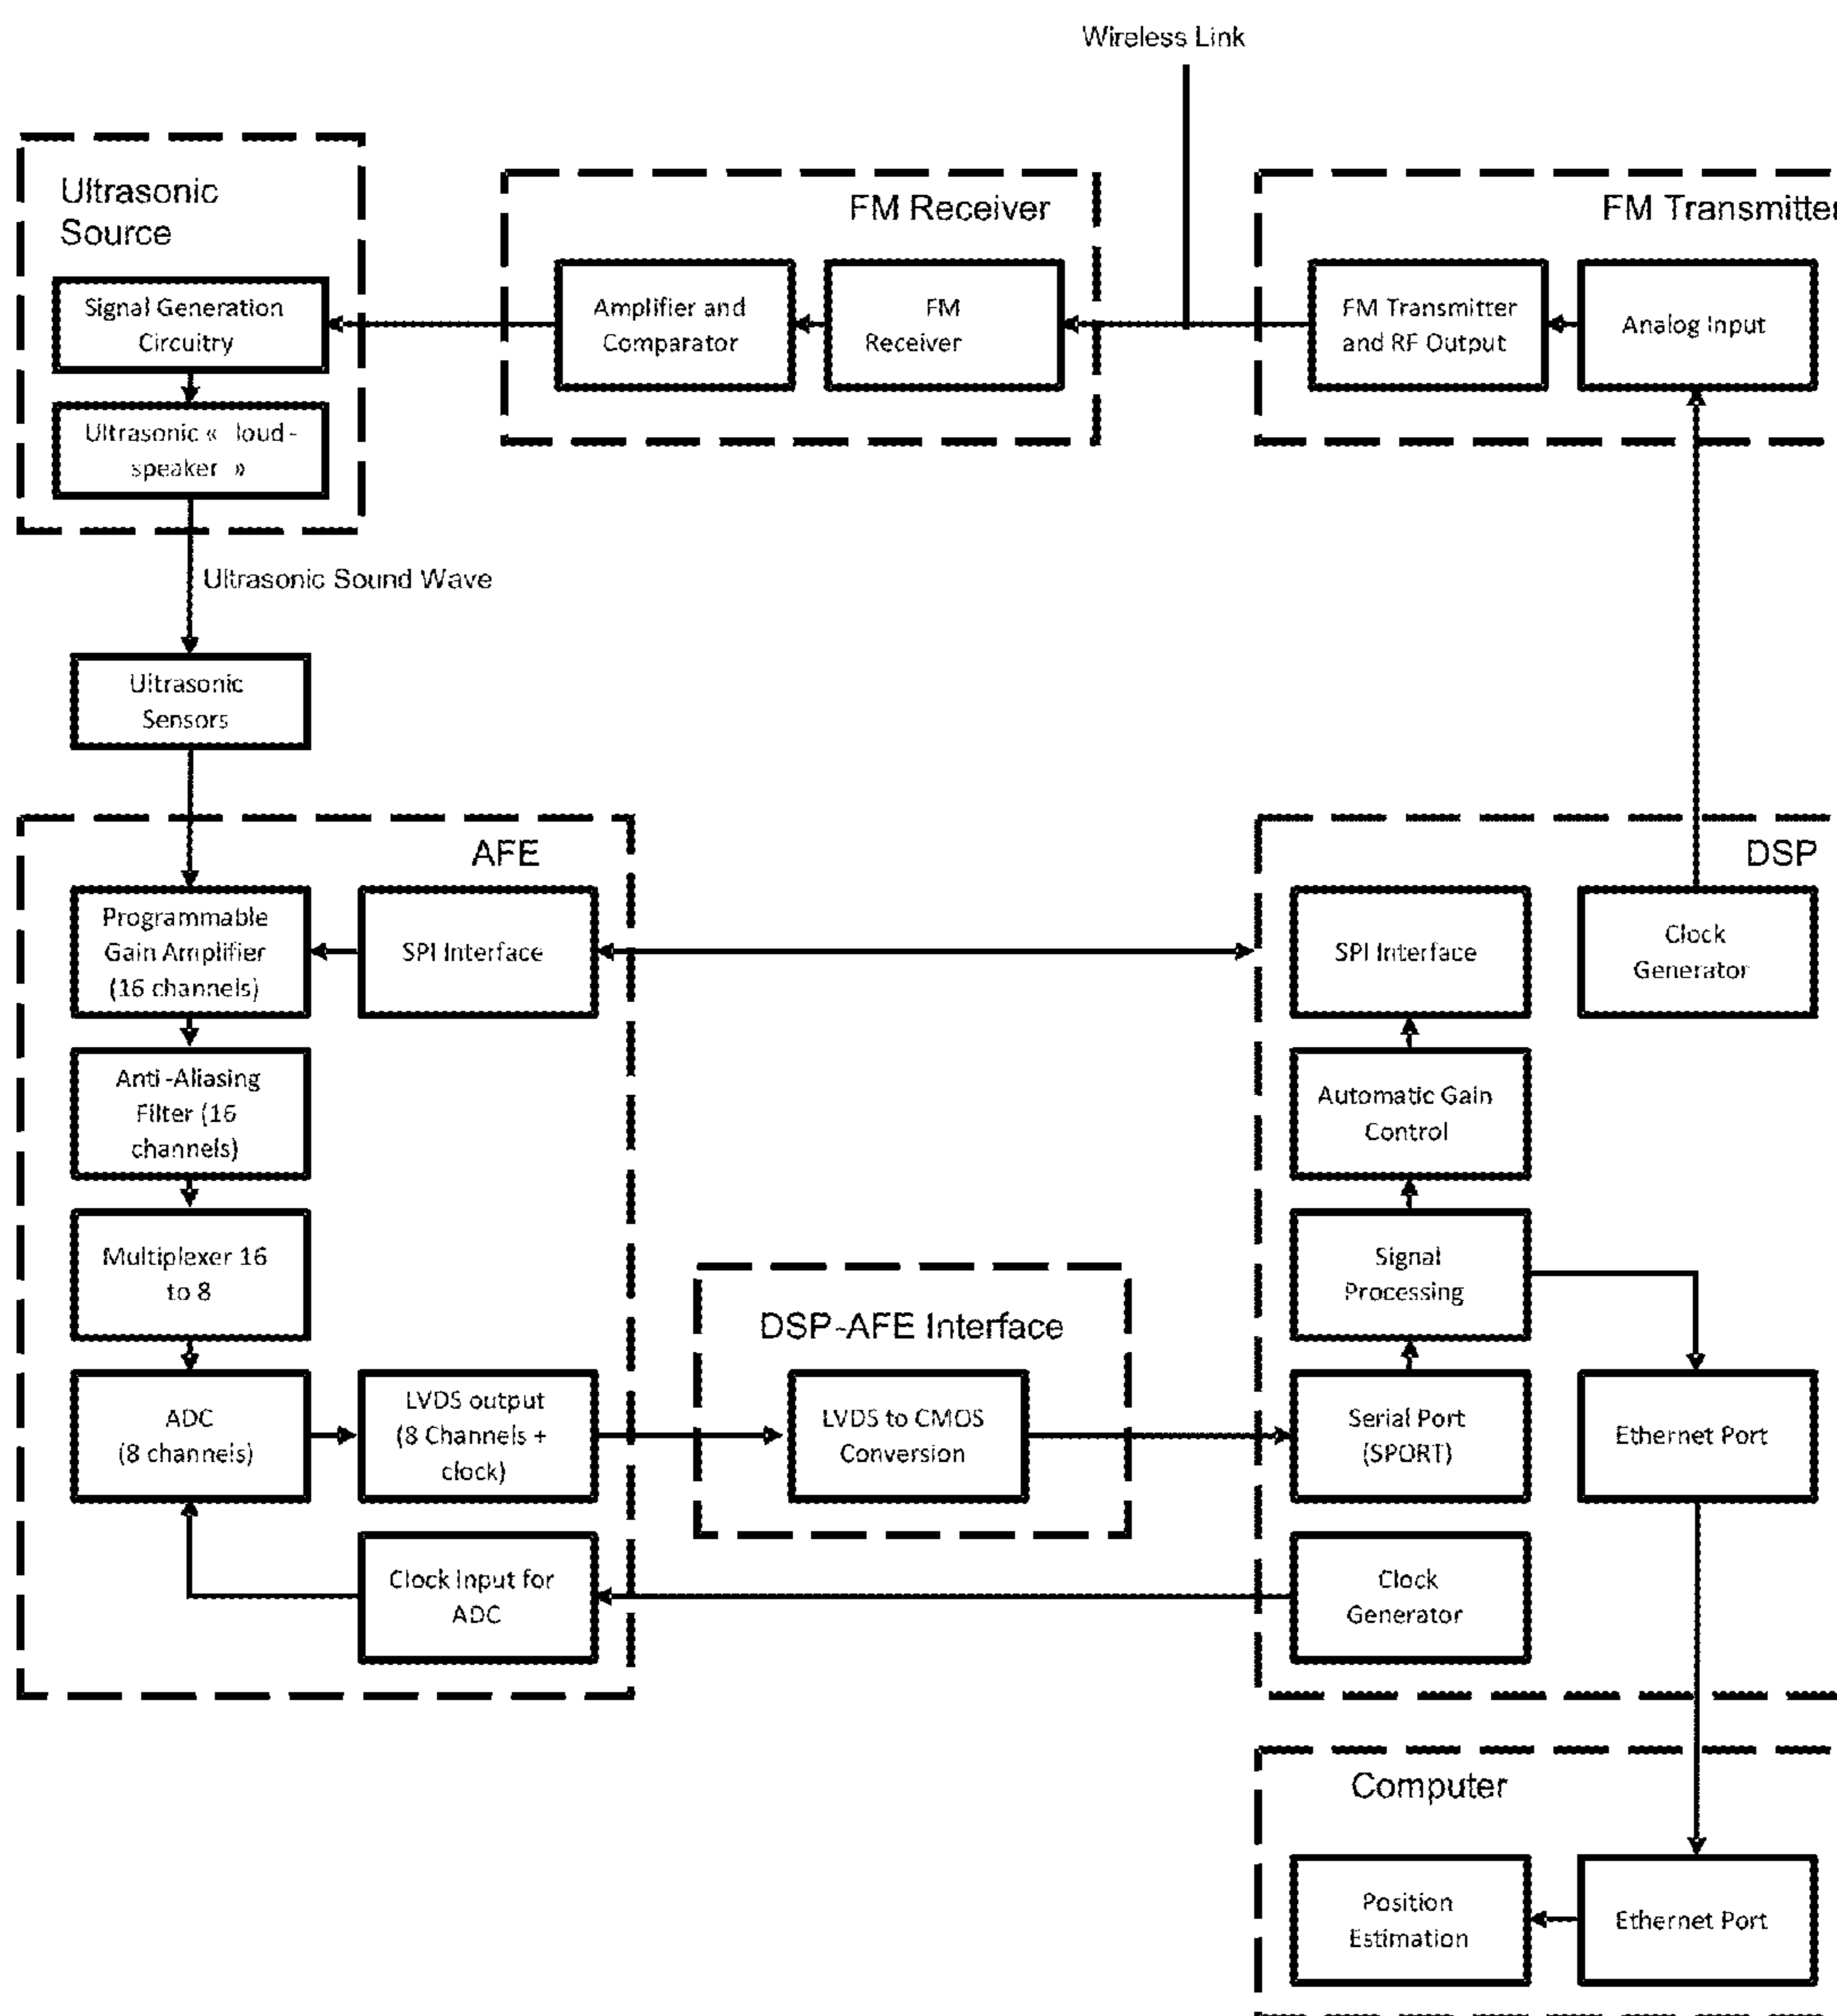 Wireless Link
Ultrasonic
Source
Signal Generation
Circuitry
Ultrasonic « loud-
speaker »
FM Receiver
Amplifier and
Comparator
FM
Receiver
FM Transmitter
FM Transmitter
and RF Output
Analog Input
Ultrasonic Sound Wave
Ultrasonic
Sensors
AFE
Programmable
Gain Amplifier
(16 channels)
SPI Interface
Anti-Aliasing
Filter (16
channels)
Multiplexer 16
to 8
ADC
(8 channels)
LVDS output
(8 Channels +
clock)
Clock Input for
ADC
DSP-AFE Interface
LVDS to CMOS
Conversion
DSP
SPI Interface
Clock
Generator
Automatic Gain
Control
Signal
Processing
Serial Port
(SPORT)
Ethernet Port
Clock
Generator
Computer
Position
Estimation
Ethernet Port